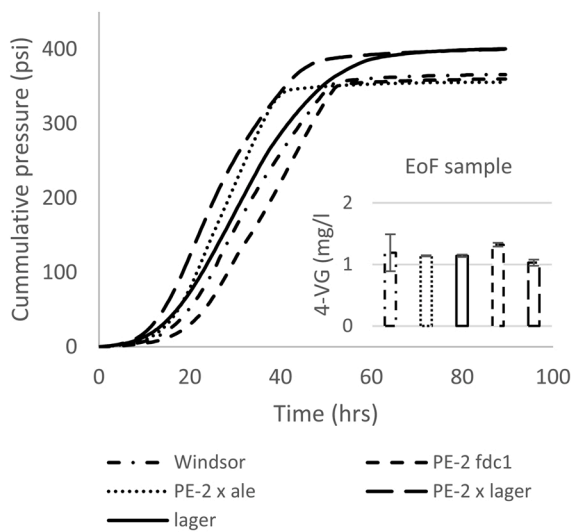 Cummulative pressure (psi)
400
300
200
100
0
EoF sample
4-VG (mg/l)
2
1
0
0 20 40 60 80 100
Time (hrs)
Windsor PE-2 fdc1
PE-2 x ale PE-2 x lager
lager